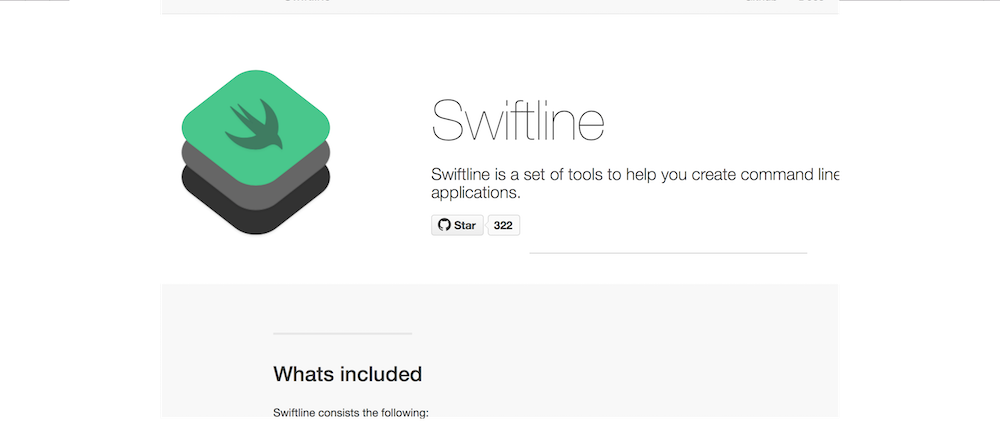 Swiftline
Swiftline is a set of tools to help you create command line
applications.
Star 322
Whats included
Swiftline consists the following: